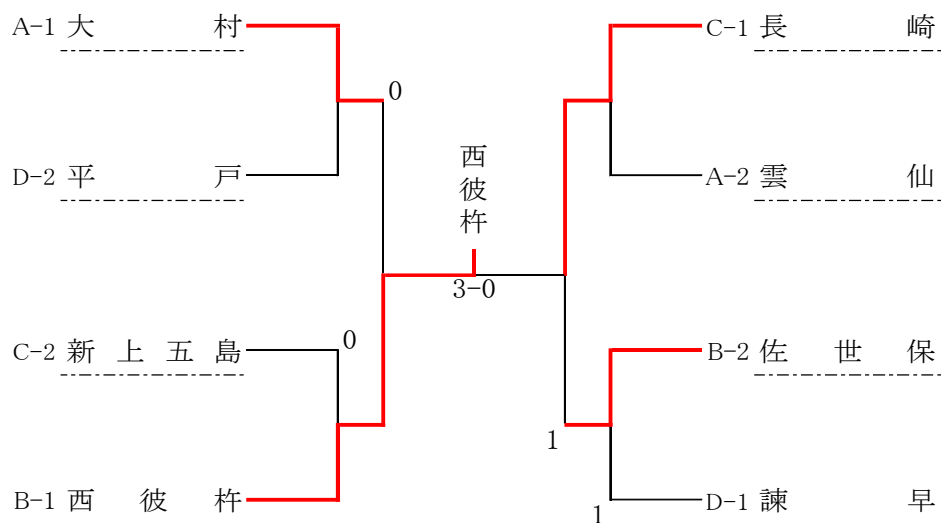 A-1 大村
0
D-2 平戸
C-2 新上五島
0
B-1 西彼杵
西彼杵
3-0
C-1 長崎
A-2 雲仙
B-2 佐世保
1
D-1 諫早
1